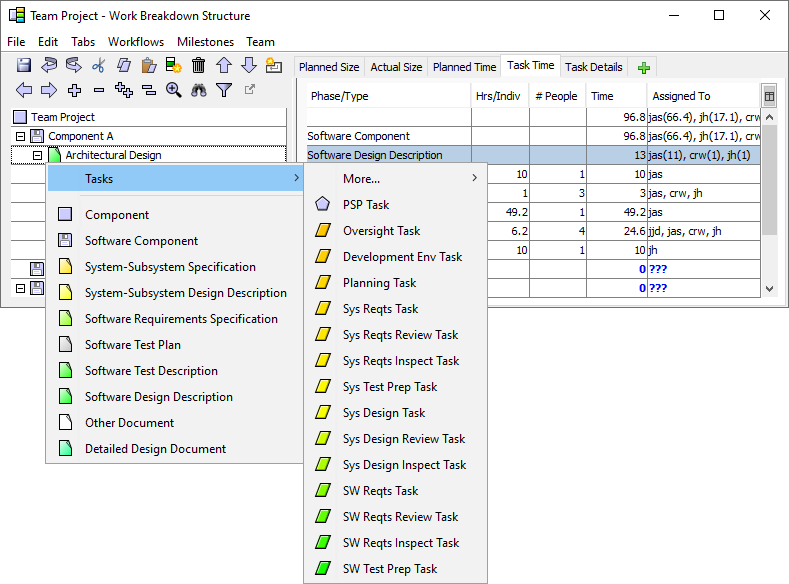 Team Project - Work Breakdown Structure
File Edit Tabs Workflows Milestones Team
Planned Size Actual Size Planned Time Task Time Task Details
Phase/Type Hrs/Indiv # People Time Assigned To
Team Project 96.8 jas(66.4), jh(17.1), crw
Component A Software Component 96.8 jas(66.4), jh(17.1), crw
Architectural Design Software Design Description 13 jas(11), crw(1), jh(1)
10 1 10 jas
1 3 3 jas, crw, jh
49.2 1 49.2 jas
6.2 4 24.6 jjd, jas, crw, jh
10 1 10 jh
0 ???
0 ???
Tasks
Component
Software Component
System-Subsystem Specification
System-Subsystem Design Description
Software Requirements Specification
Software Test Plan
Software Test Description
Software Design Description
Other Document
Detailed Design Document
More...
PSP Task
Oversight Task
Development Env Task
Planning Task
Sys Reqts Task
Sys Reqts Review Task
Sys Reqts Inspect Task
Sys Test Prep Task
Sys Design Task
Sys Design Review Task
Sys Design Inspect Task
SW Reqts Task
SW Reqts Review Task
SW Reqts Inspect Task
SW Test Prep Task